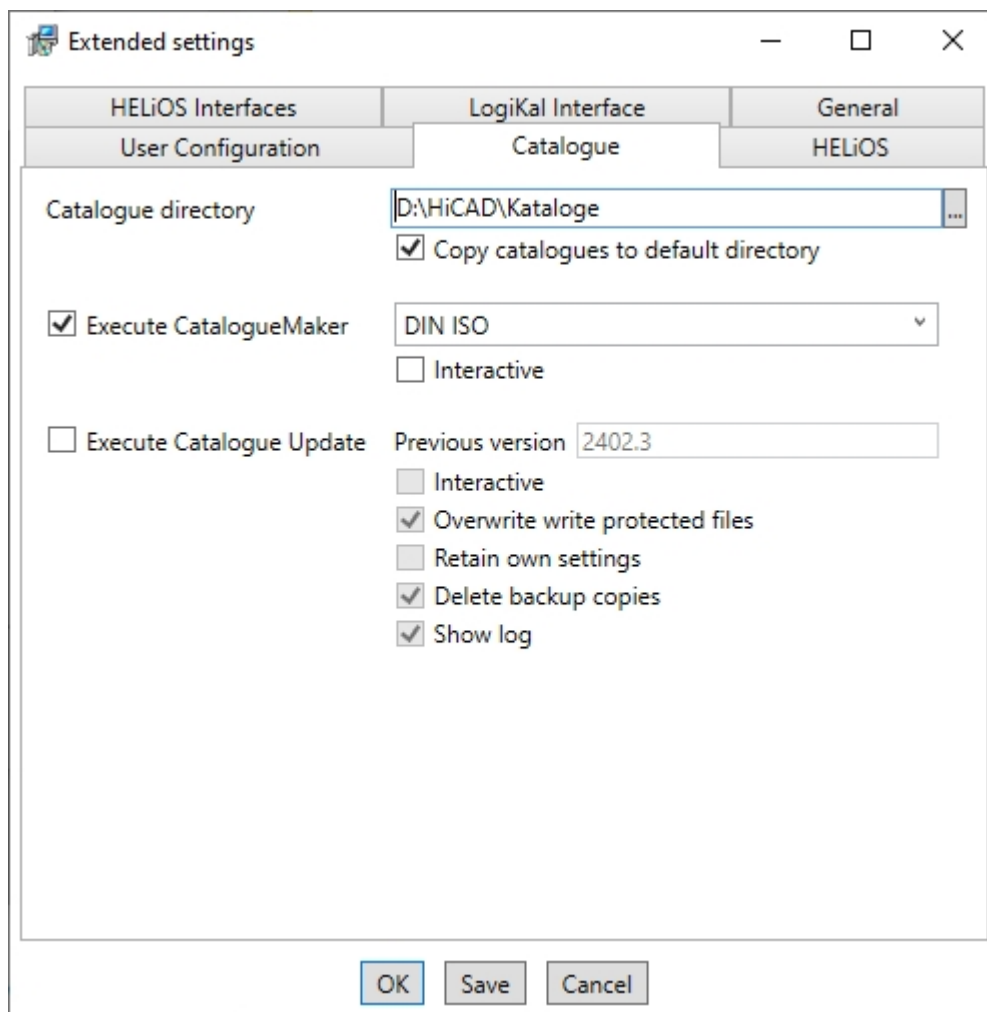 Extended settings
HELiOS Interfaces LogiKal Interface General
User Configuration Catalogue HELiOS
Catalogue directory D:\HiCAD\Kataloge ...
Copy catalogues to default directory
Execute CatalogueMaker DIN ISO
Interactive
Execute Catalogue Update Previous version 2402.3
Interactive
Overwrite write protected files
Retain own settings
Delete backup copies
Show log
OK Save Cancel